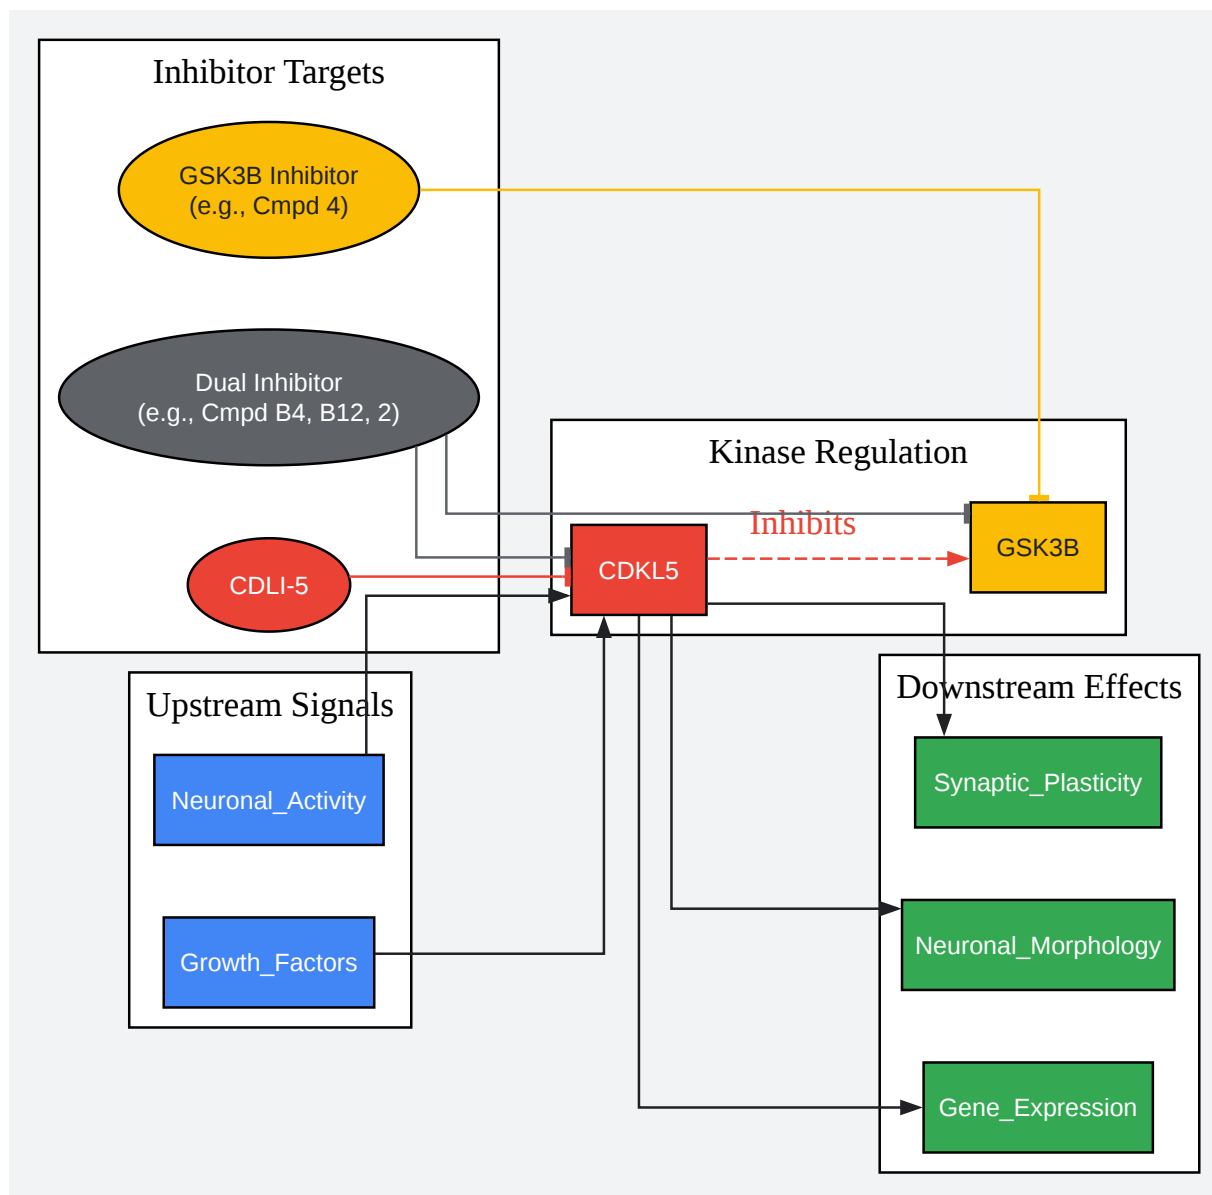 Inhibitor Targets
GSK3B Inhibitor
(e.g., Cmpd 4)
Dual Inhibitor
(e.g., Cmpd B4, B12, 2)
CDLI-5
Kinase Regulation
Inhibits
CDKL5
GSK3B
Upstream Signals
Neuronal_Activity
Growth_Factors
Downstream Effects
Synaptic_Plasticity
Neuronal_Morphology
Gene_Expression